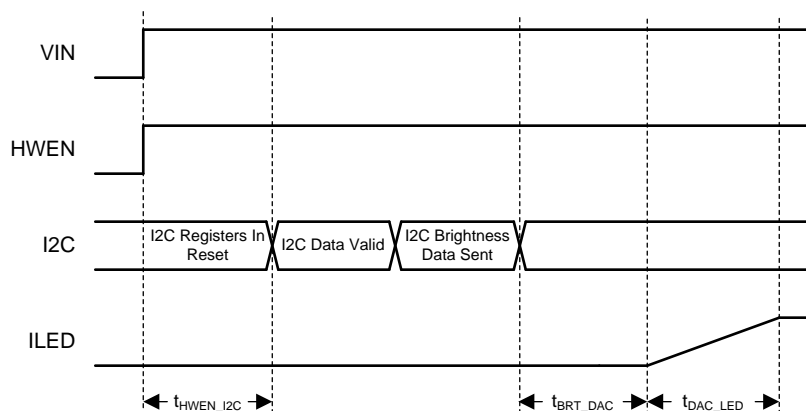 VIN
HWEN
I2C
I2C Registers In
Reset
I2C Data Valid
I2C Brightness
Data Sent
ILED
tHWEN_I2C
tBRT_DAC
tDAC_LED